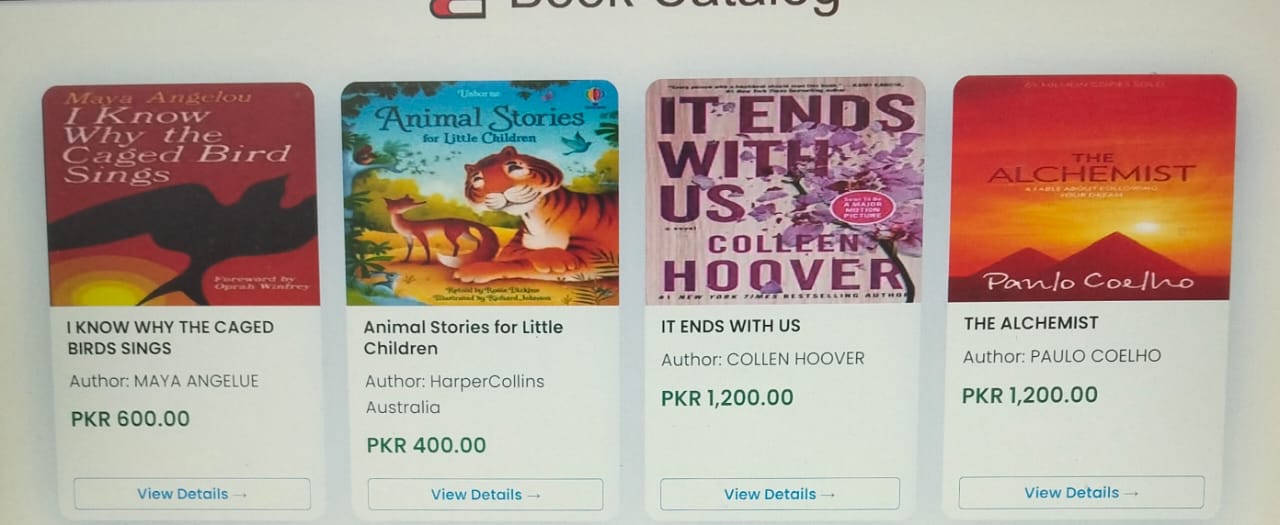 Book Catalog
Maya Angelou
I Know
Why the
Caged Bird
Sings
Foreword by
Oprah Winfrey
I KNOW WHY THE CAGED
BIRDS SINGS
Author: MAYA ANGELUE
PKR 600.00
View Details →
Usborne
Animal Stories
for Little Children
Retold by Rosie Dickins
Illustrated by Richard Johnson
Animal Stories for Little
Children
Author: HarperCollins
Australia
PKR 400.00
View Details →
IT ENDS
WITH
US
a novel
Soon To Be
A MAJOR
MOTION
PICTURE
COLLEEN
HOOVER
#1 NEW YORK TIMES BESTSELLING AUTHOR
IT ENDS WITH US
Author: COLLEN HOOVER
PKR 1,200.00
View Details →
THE
ALCHEMIST
A FABLE ABOUT FOLLOWING
YOUR DREAM
Paulo Coelho
THE ALCHEMIST
Author: PAULO COELHO
PKR 1,200.00
View Details →